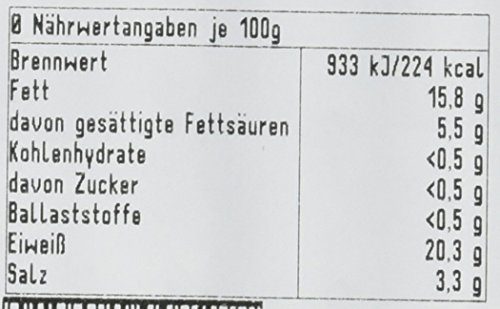 Ø Nährwertangaben je 100g
Brennwert 933 kJ/224 kcal
Fett 15,8 g
davon gesättigte Fettsäuren 5,5 g
Kohlenhydrate <0,5 g
davon Zucker <0,5 g
Ballaststoffe <0,5 g
Eiweiß 20,3 g
Salz 3,3 g